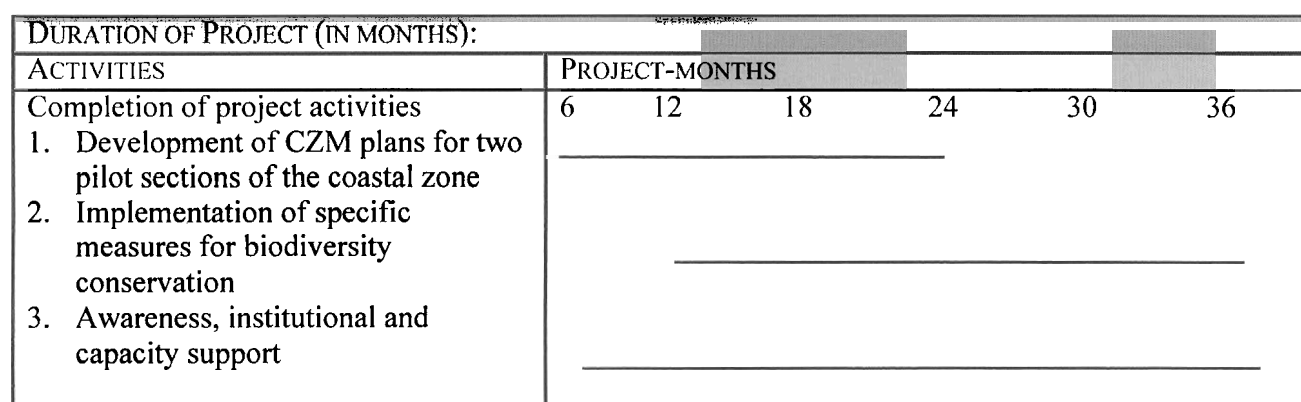 DURATION OF PROJECT (IN MONTHS):
ACTIVITIES PROJECT-MONTHS
Completion of project activities 6 12 18 24 30 36
1. Development of CZM plans for two
pilot sections of the coastal zone
2. Implementation of specific
measures for biodiversity
conservation
3. Awareness, institutional and
capacity support